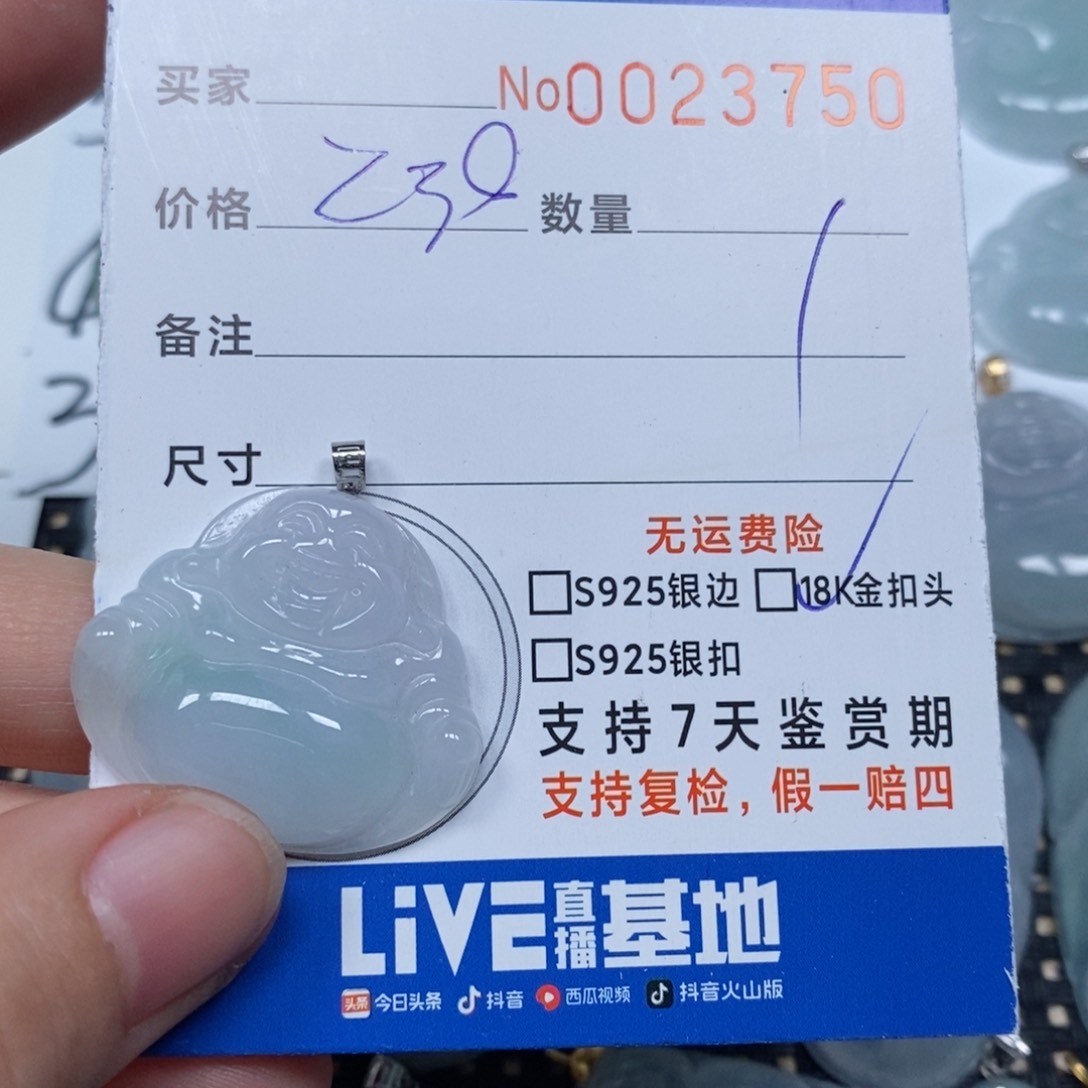 买家 No0023750
价格 230 数量
备注
尺寸
无运费险
□S925银边 □18K金扣头
□S925银扣
支持7天鉴赏期
支持复检，假一赔四
LiVE直播基地
头条 今日头条 抖音 西瓜视频 抖音火山版